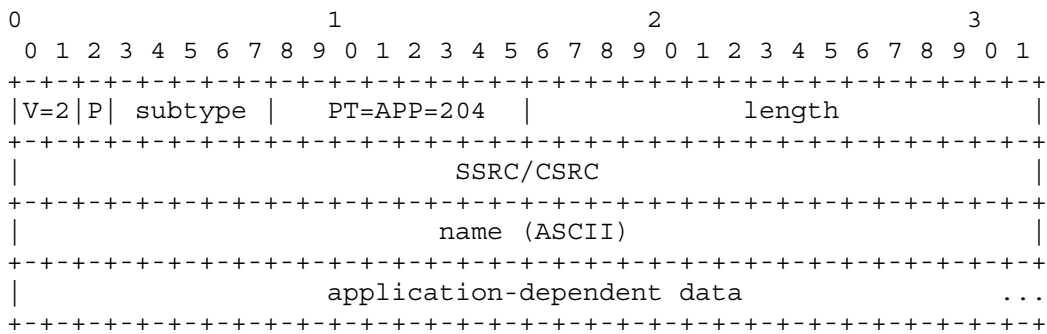 0                   1                   2                   3
 0 1 2 3 4 5 6 7 8 9 0 1 2 3 4 5 6 7 8 9 0 1 2 3 4 5 6 7 8 9 0 1
+-+-+-+-+-+-+-+-+-+-+-+-+-+-+-+-+-+-+-+-+-+-+-+-+-+-+-+-+-+-+-+-+
|V=2|P| subtype |   PT=APP=204  |             length            |
+-+-+-+-+-+-+-+-+-+-+-+-+-+-+-+-+-+-+-+-+-+-+-+-+-+-+-+-+-+-+-+-+
|                           SSRC/CSRC                           |
+-+-+-+-+-+-+-+-+-+-+-+-+-+-+-+-+-+-+-+-+-+-+-+-+-+-+-+-+-+-+-+-+
|                          name (ASCII)                         |
+-+-+-+-+-+-+-+-+-+-+-+-+-+-+-+-+-+-+-+-+-+-+-+-+-+-+-+-+-+-+-+-+
|                   application-dependent data                ...
+-+-+-+-+-+-+-+-+-+-+-+-+-+-+-+-+-+-+-+-+-+-+-+-+-+-+-+-+-+-+-+-+